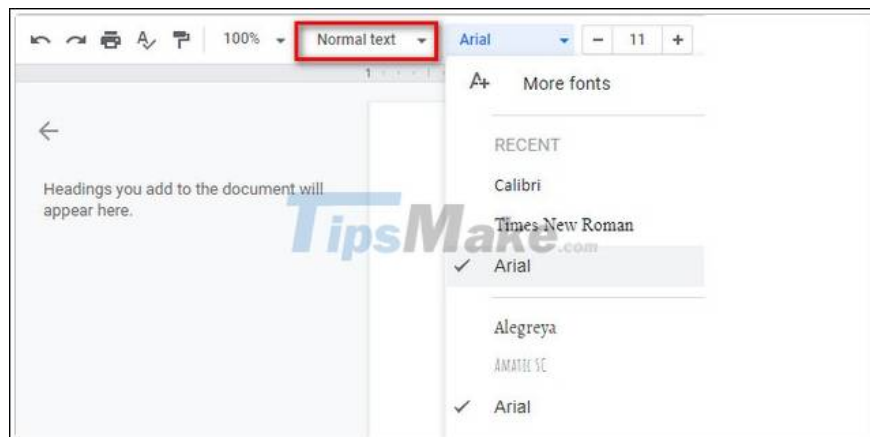 100% Normal text Arial − 11 +
1
A+ More fonts
RECENT
Headings you add to the document will
appear here.
Calibri
Times New Roman
TipsMake.com
Arial
Alegreya
AMATIC SC
Arial